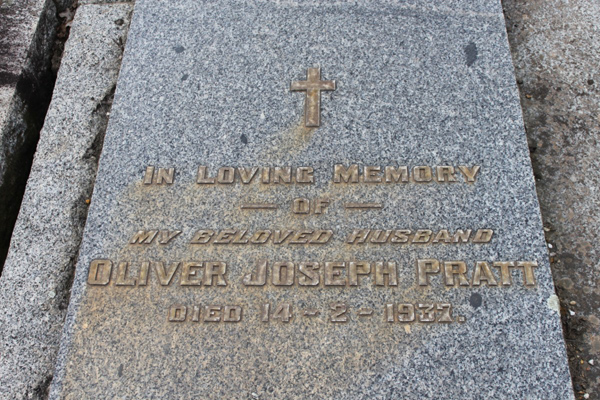 IN LOVING MEMORY
— OF —
MY BELOVED HUSBAND
OLIVER JOSEPH PRATT
DIED 14-2-1937.